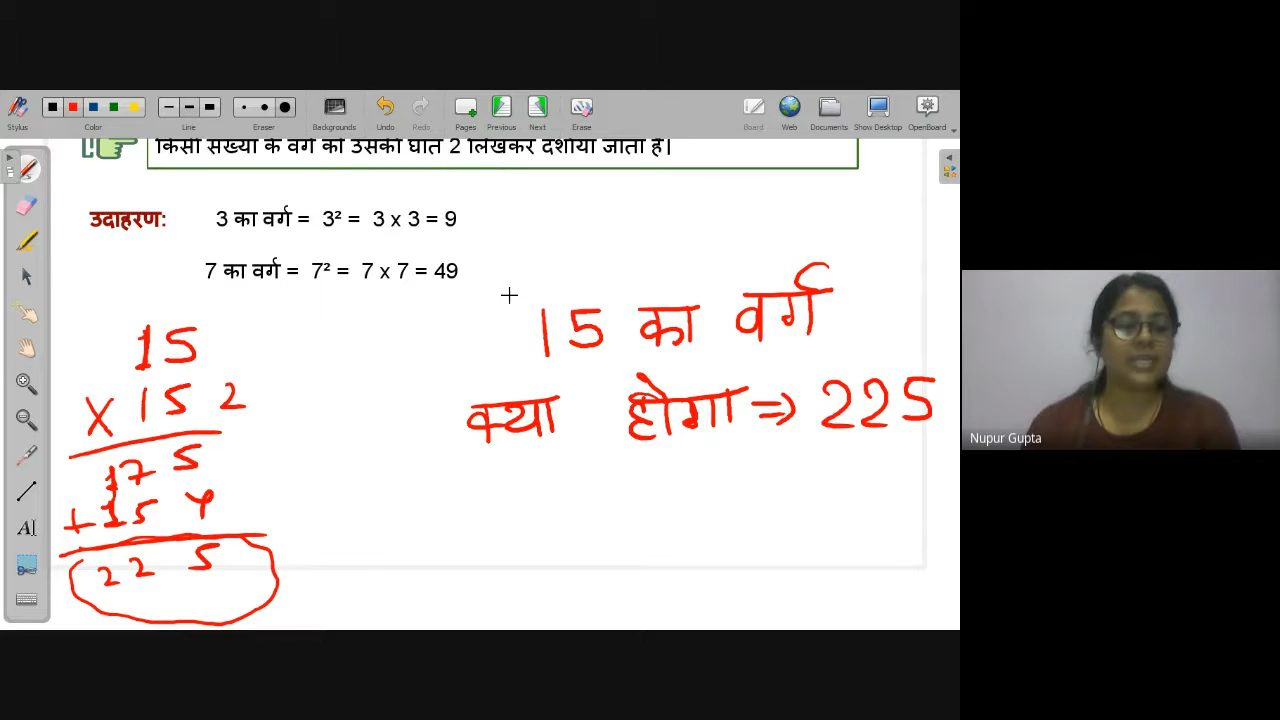 Stylus
Color
Line
Eraser
Backgrounds
Undo
Redo
Pages
Previous
Next
Erase
Board
Web
Documents
Show Desktop
OpenBoard
किसी संख्या के वर्ग को उसकी घात 2 लिखकर दर्शाया जाता है।
उदाहरण: 3 का वर्ग = 3² = 3 x 3 = 9
7 का वर्ग = 7² = 7 x 7 = 49
15 का वर्ग
क्या होगा ⇒ 225
15
X 15 2
175
+ 15
225
Nupur Gupta